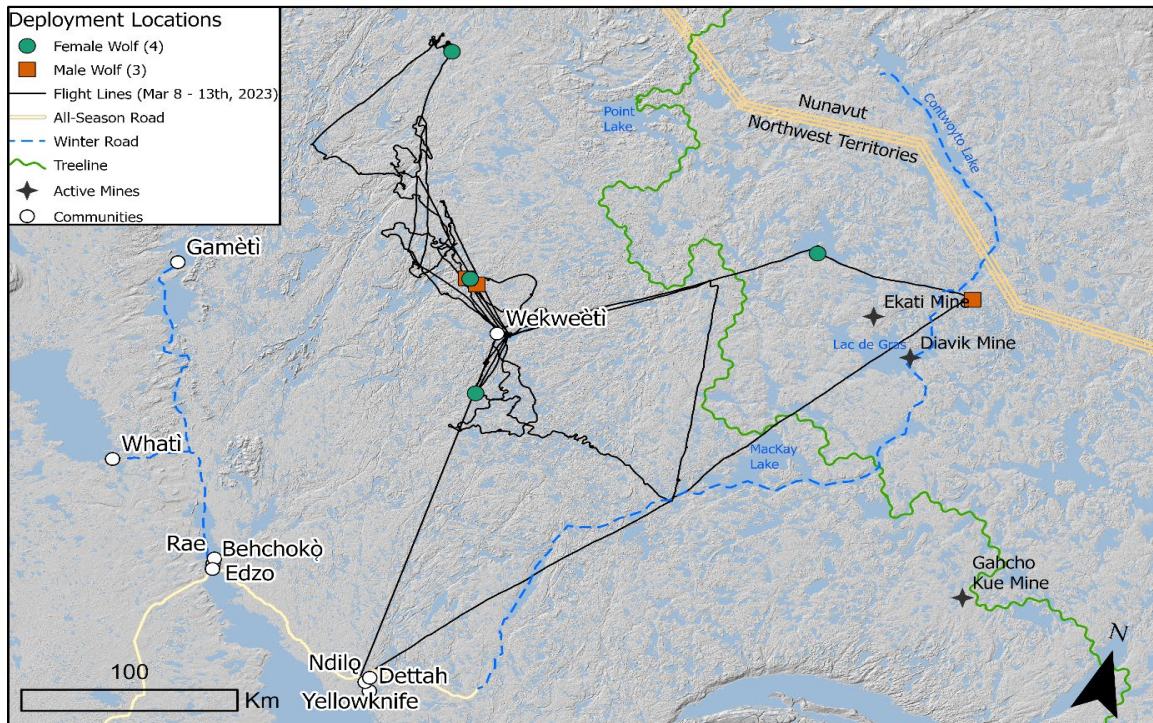 Deployment Locations
Female Wolf (4)
Male Wolf (3)
Flight Lines (Mar 8 - 13th, 2023)
All-Season Road
Winter Road
Treeline
Active Mines
Communities
Point
Lake
Nunavut
Northwest Territories
Contwoyto Lake
Gamètì
Wekweètì
Ekati Mine
Lac de Gras
Diavik Mine
Whatì
MacKay
Lake
Rae
Behchokǫ̀
Edzo
Gahcho
Kue Mine
Ndilǫ
Dettah
Yellowknife
100
Km
N